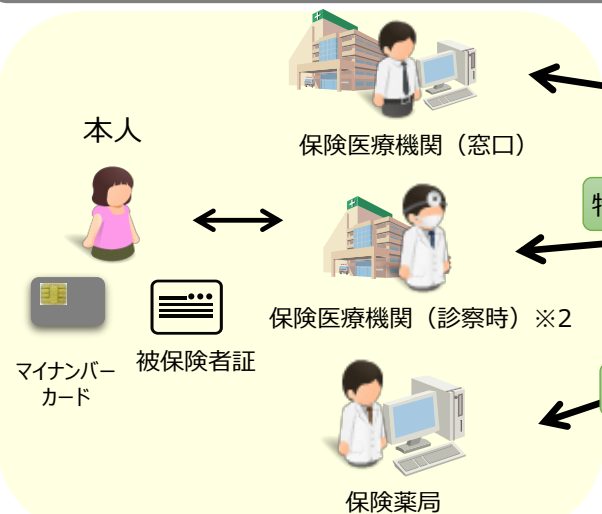 保険医療機関(窓口)
本人
保険医療機関(診察時)※2
マイナンバー
カード
被保険者証
保険薬局